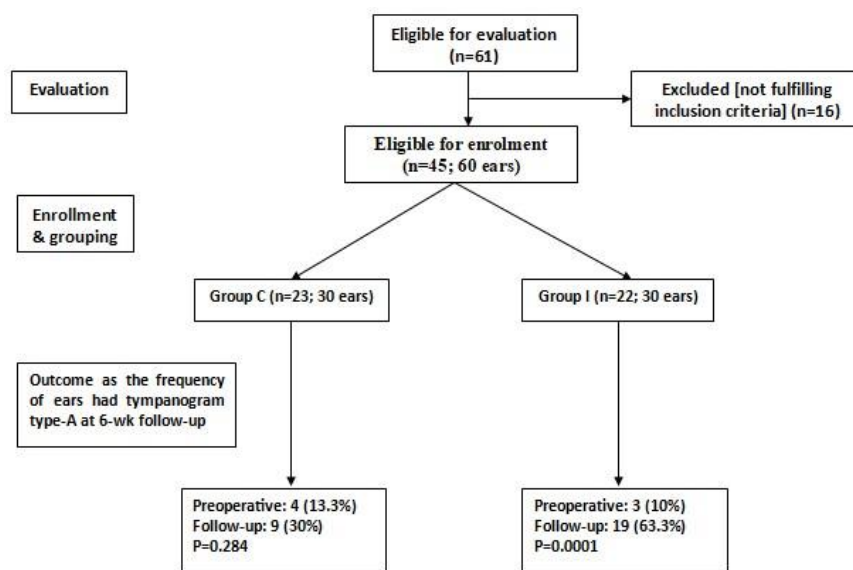 Eligible for evaluation
(n=61)
Evaluation
Excluded [not fulfilling
inclusion criteria] (n=16)
Eligible for enrolment
(n=45; 60 ears)
Enrollment
& grouping
Group C (n=23; 30 ears)
Group I (n=22; 30 ears)
Outcome as the frequency
of ears had tympanogram
type-A at 6-wk follow-up
Preoperative: 4 (13.3%)
Follow-up: 9 (30%)
P=0.284
Preoperative: 3 (10%)
Follow-up: 19 (63.3%)
P=0.0001